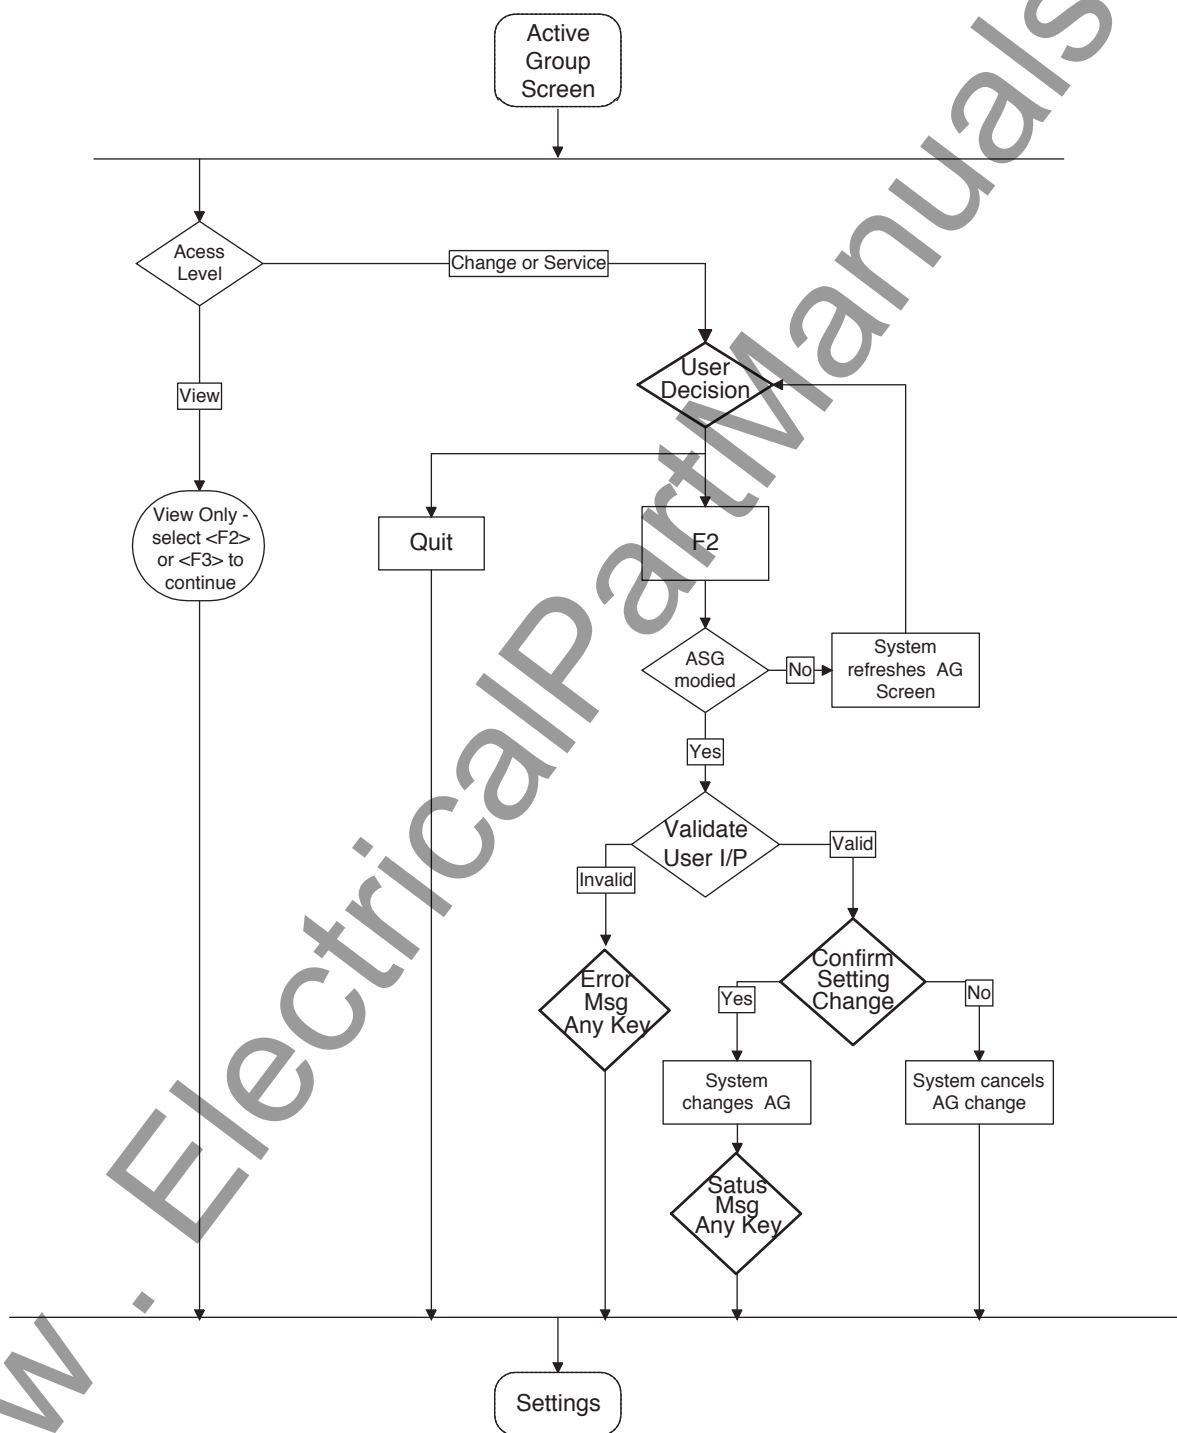 Active
Group
Screen
Acess
Level
Change or Service
View
User
Decision
View Only -
select <F2>
or <F3> to
continue
Quit
F2
ASG
modied
No
System
refreshes AG
Screen
Yes
Validate
User I/P
Valid
Invalid
Error
Msg
Any Key
Confirm
Setting
Change
Yes
No
System
changes AG
System cancels
AG change
Satus
Msg
Any Key
Settings
w . ElectricalPartManuals